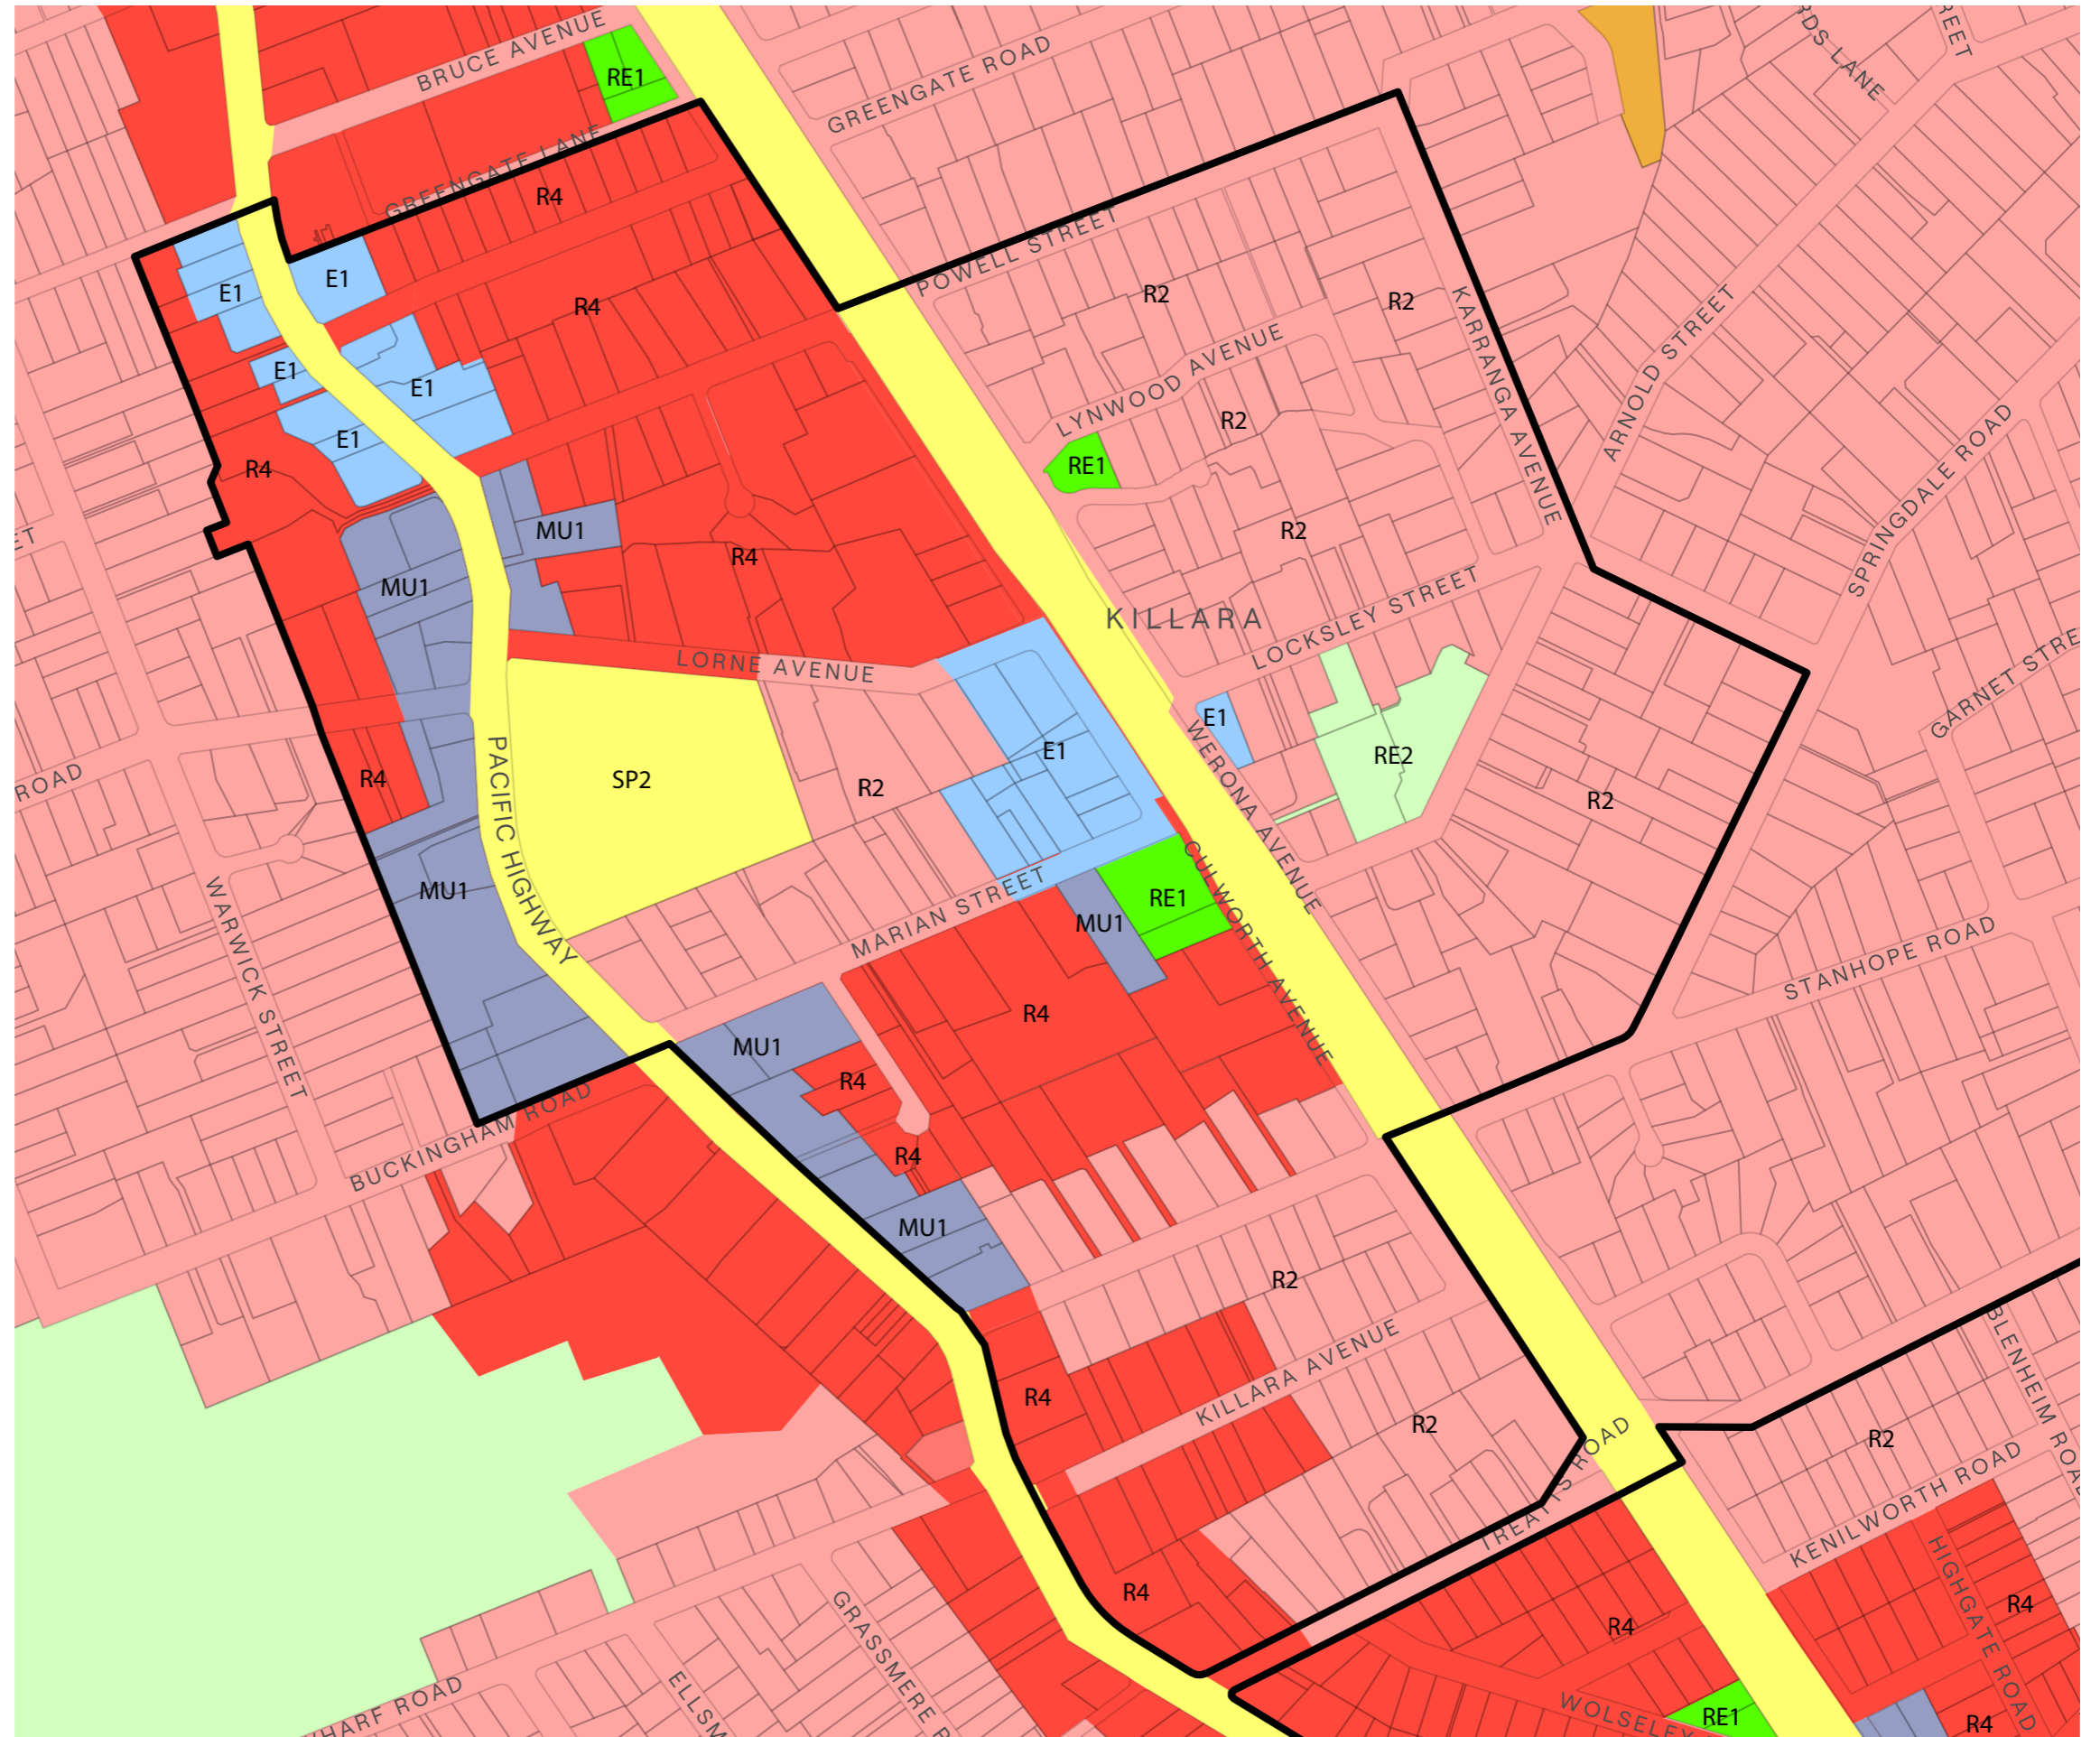 BRUCE AVENUE
RE1
GREENGATE ROAD
GREENGATE LANE
R4
E1
E1
R4
POWELL STREET
R2
R2
KARRANGA AVENUE
ARNOLD STREET
E1
E1
LYNWOOD AVENUE
R2
E1
R4
RE1
SPRINGDALE ROAD
MU1
R4
R2
MU1
KILLARA
LOCKSLEY STREET
LORNE AVENUE
PACIFIC HIGHWAY
SP2
R2
E1
E1
WERONA AVENUE
RE2
R2
ROAD
R4
MU1
WARWICK STREET
MARIAN STREET
MU1
RE1
CULWORTH AVENUE
STANHOPE ROAD
R4
MU1
R4
R4
BUCKINGHAM ROAD
MU1
R2
KILLARA AVENUE
R4
R2
TREATTS ROAD
R2
KENILWORTH ROAD
R4
R4
HIGHGATE ROAD
R4
WOLSELEY
RE1
R4